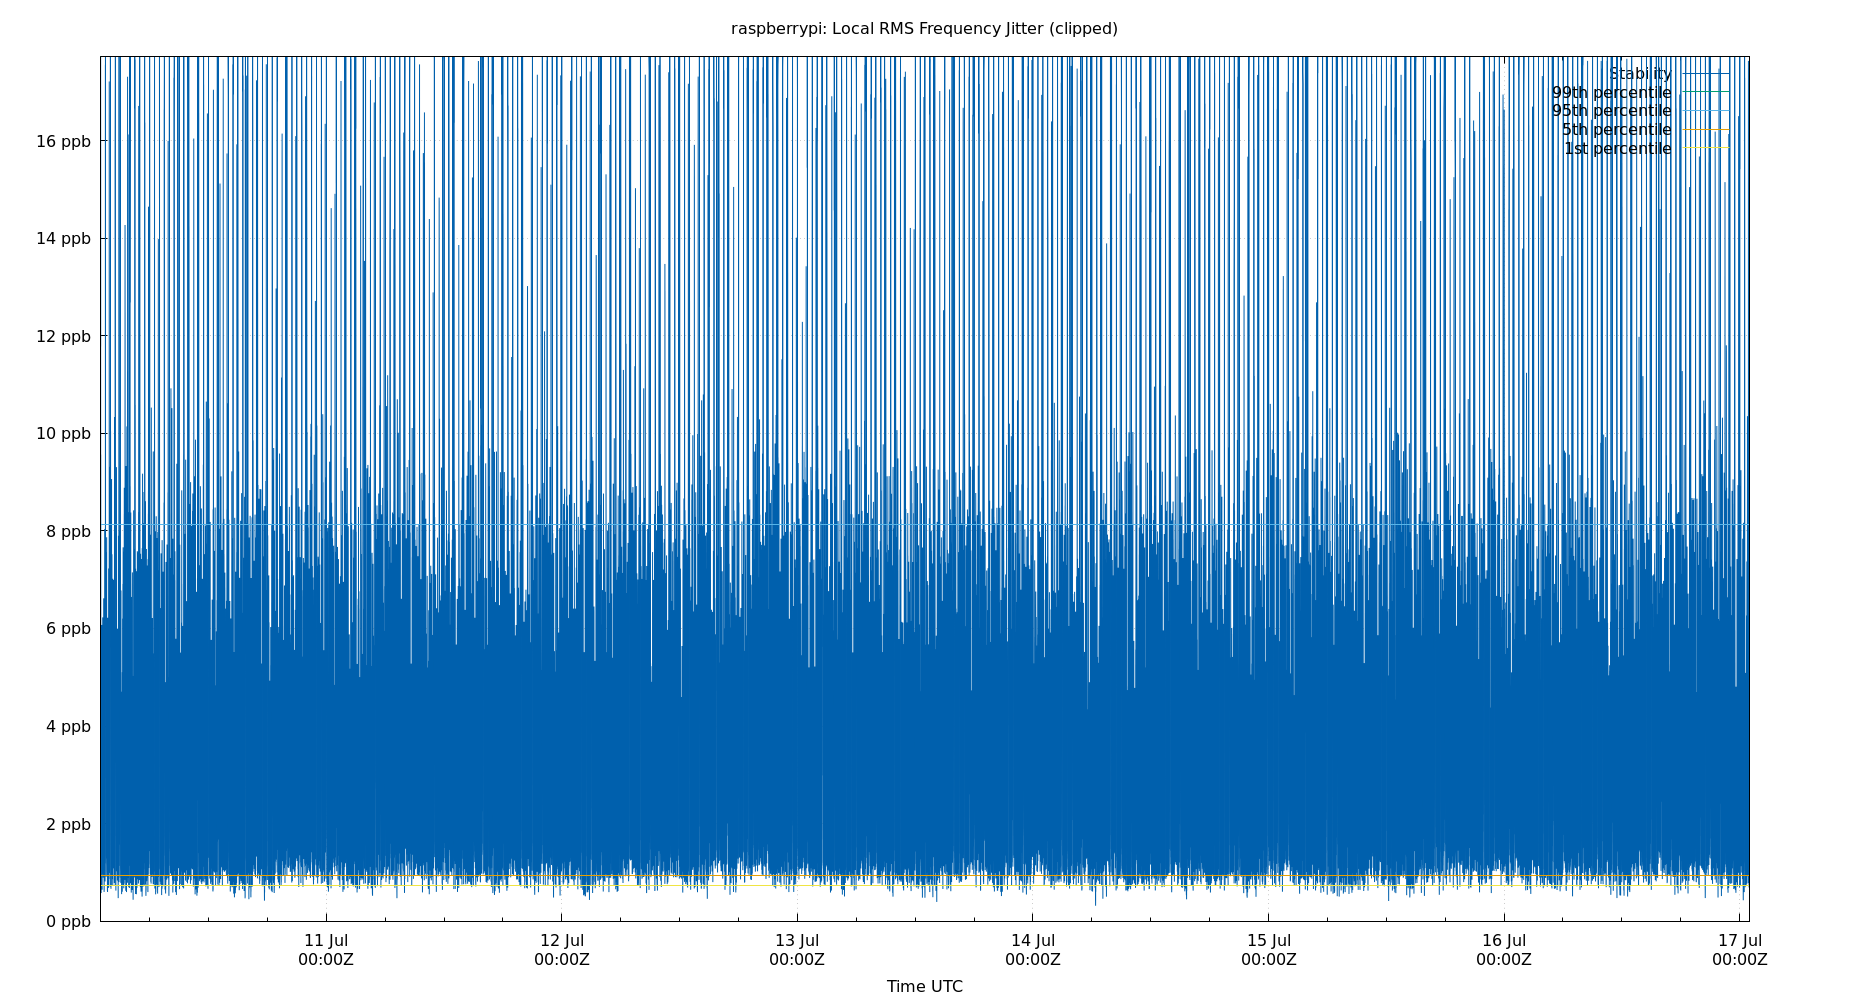 raspberrypi: Local RMS Frequency Jitter (clipped)
Stability
99th percentile
95th percentile
5th percentile
1st percentile
16 ppb
14 ppb
12 ppb
10 ppb
8 ppb
6 ppb
4 ppb
2 ppb
0 ppb
11 Jul 12 Jul 13 Jul 14 Jul 15 Jul 16 Jul 17 Jul
00:00Z 00:00Z 00:00Z 00:00Z 00:00Z 00:00Z 00:00Z
Time UTC